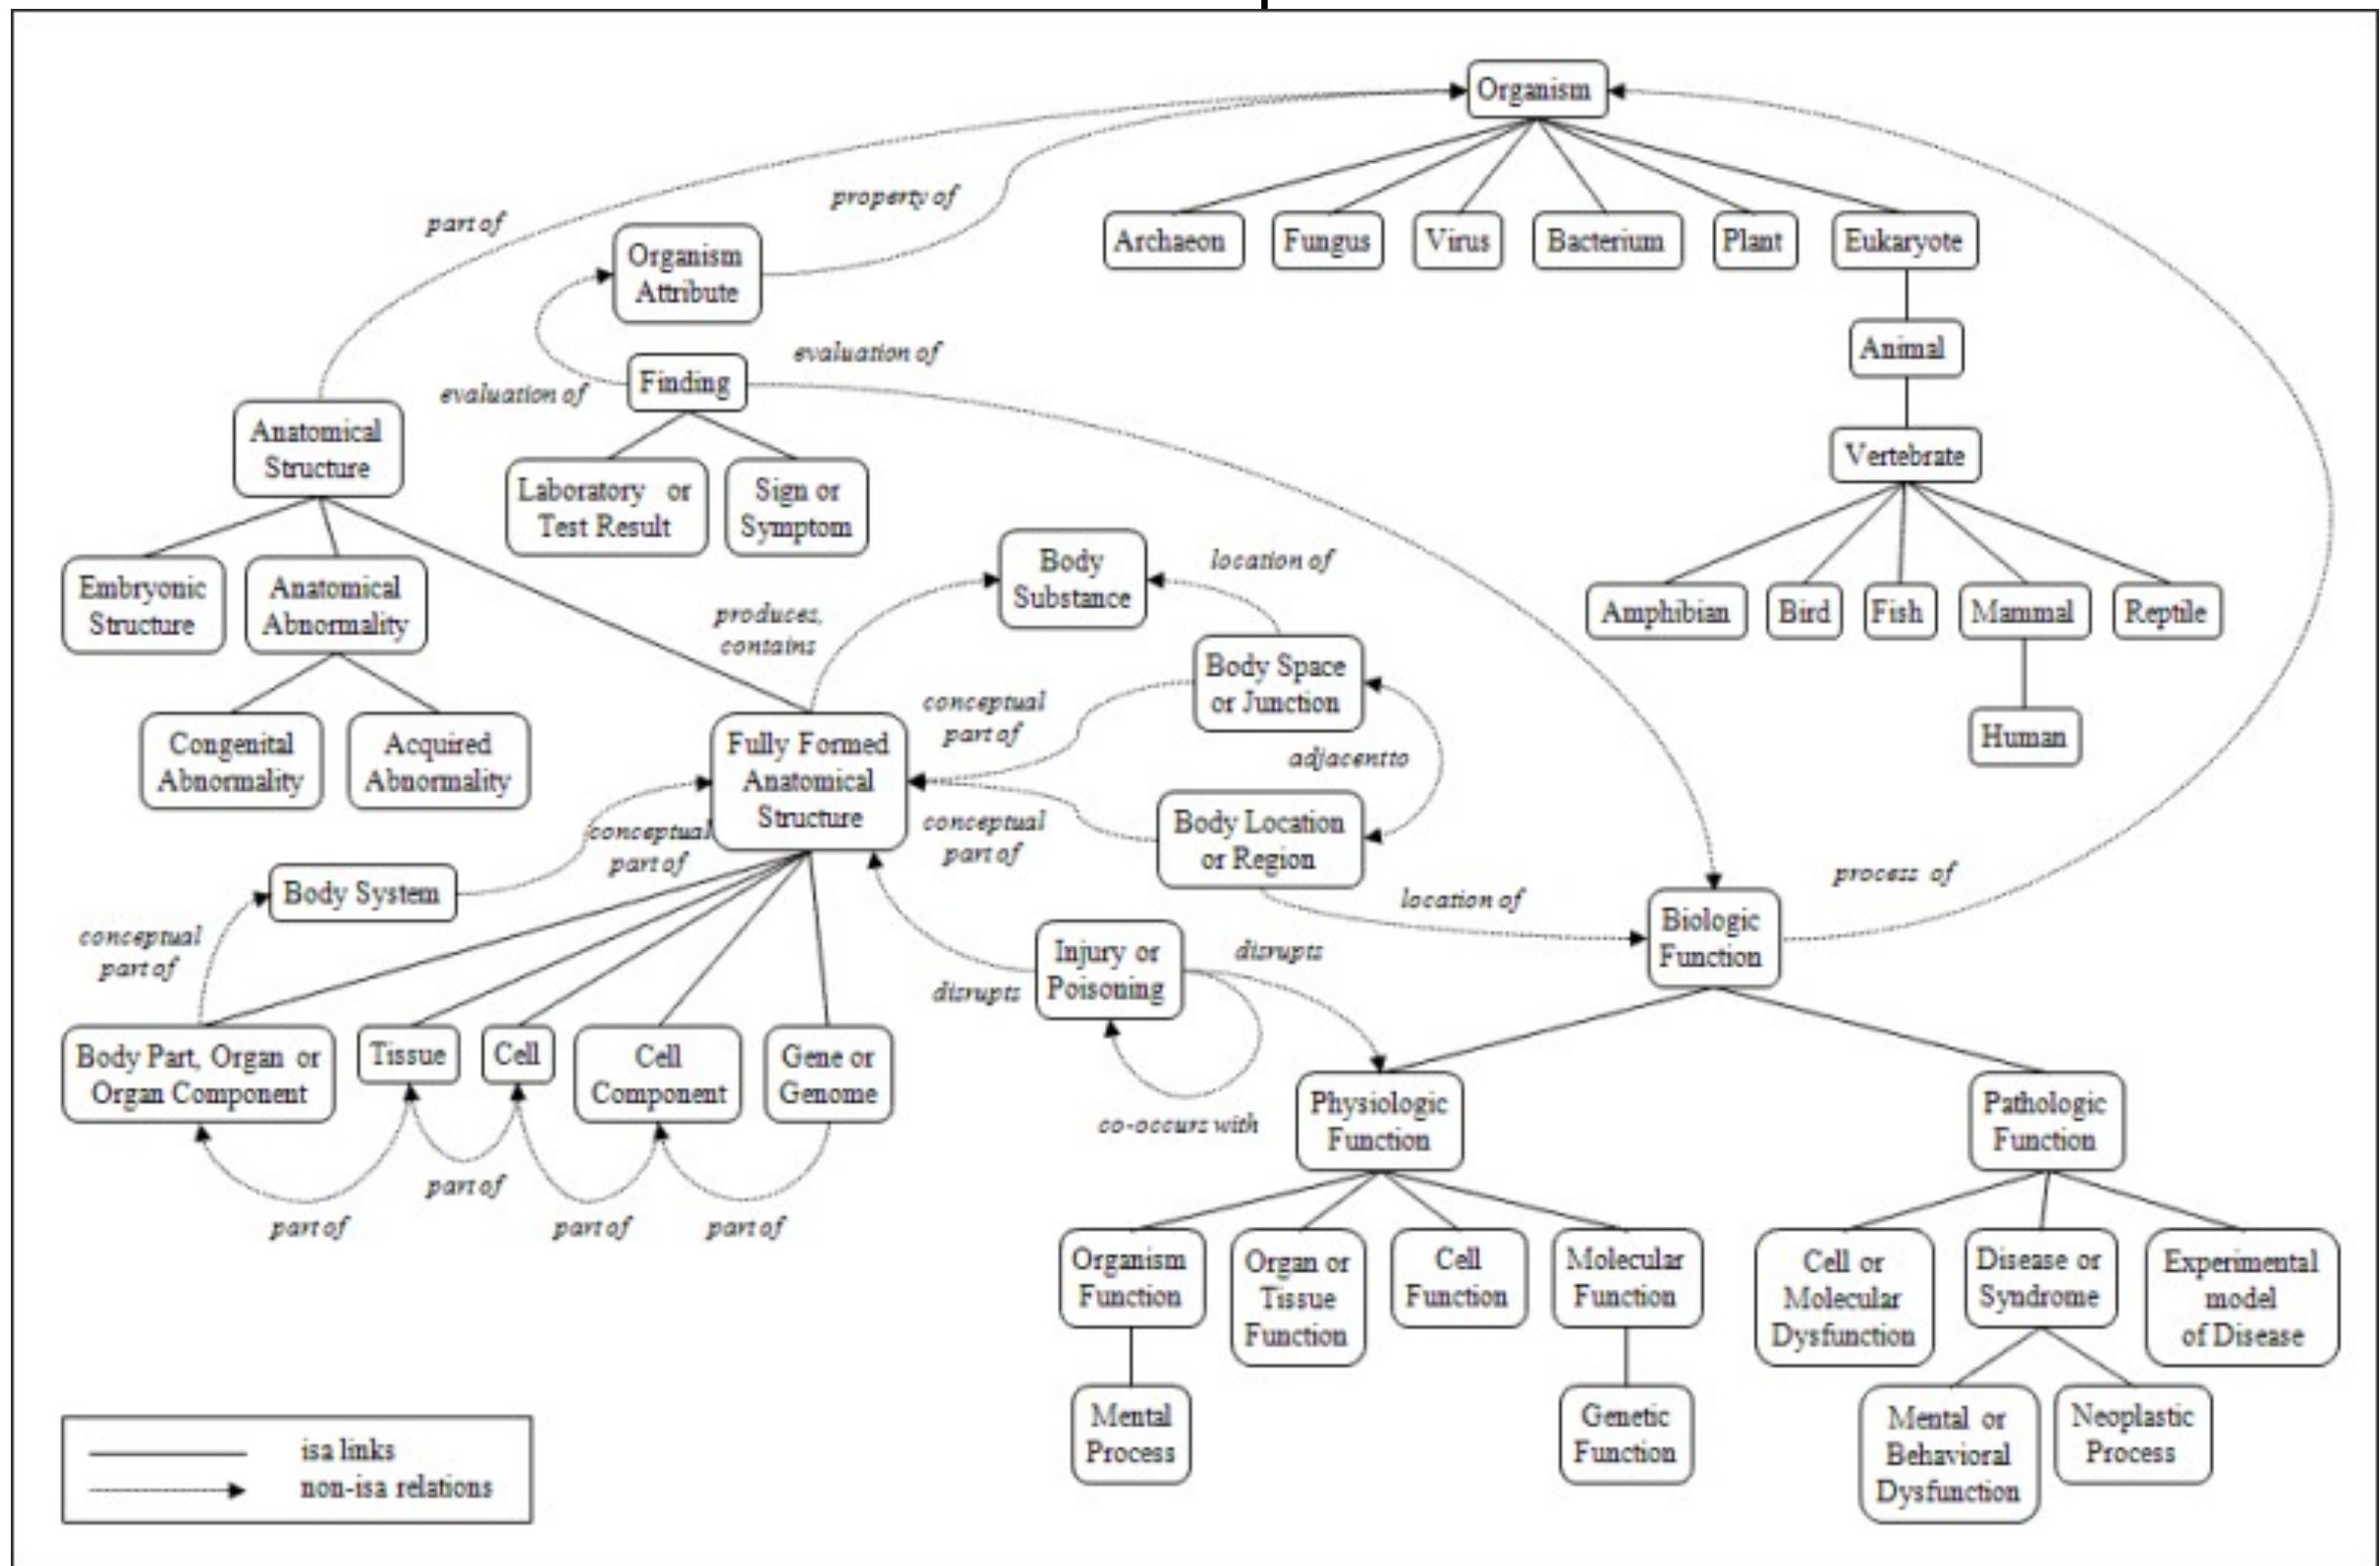 Organism
Archaeon
Fungus
Virus
Bacterium
Plant
Eukaryote
part of
property of
Organism
Attribute
Animal
evaluation of
evaluation of
Finding
Anatomical
Structure
Vertebrate
Laboratory or
Test Result
Sign or
Symptom
Body
Substance
location of
Embryonic
Structure
Anatomical
Abnormality
Amphibian
Bird
Fish
Mammal
Reptile
produces,
contains
Body Space
or Junction
conceptual
part of
Congenital
Abnormality
Acquired
Abnormality
Fully Formed
Anatomical
Structure
adjacentto
Human
conceptual
part of
conceptual
part of
Body Location
or Region
Body System
location of
process of
Biologic
Function
conceptual
part of
Injury or
Poisoning
disrupts
disrupts
Body Part, Organ or
Organ Component
Tissue
Cell
Cell
Component
Gene or
Genome
co-occurs with
Physiologic
Function
Pathologic
Function
part of
part of
part of
part of
Organism
Function
Organ or
Tissue
Function
Cell
Function
Molecular
Function
Cell or
Molecular
Dysfunction
Disease or
Syndrome
Experimental
model
of Disease
Mental
Process
Genetic
Function
Mental or
Behavioral
Dysfunction
Neoplastic
Process
isa links
non-isa relations